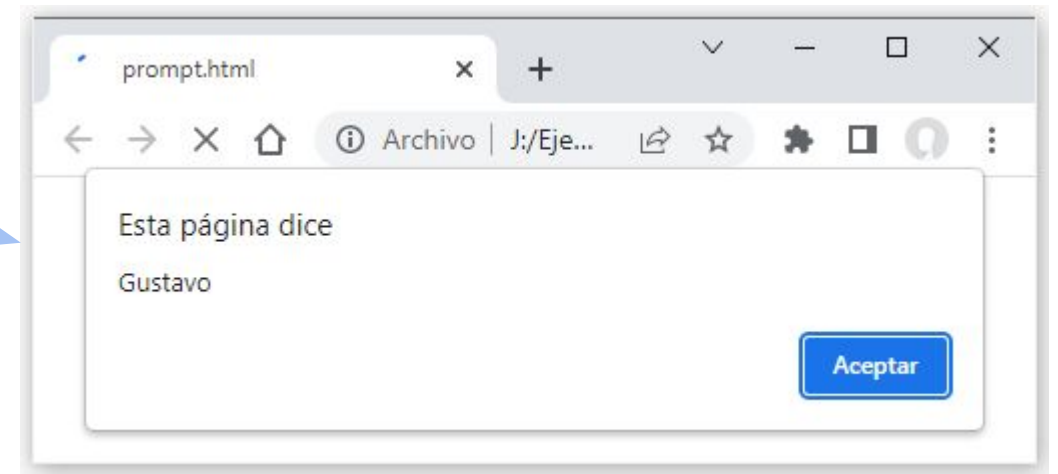 prompt.html
Archivo | J:/Eje...
Esta página dice
Gustavo
Aceptar